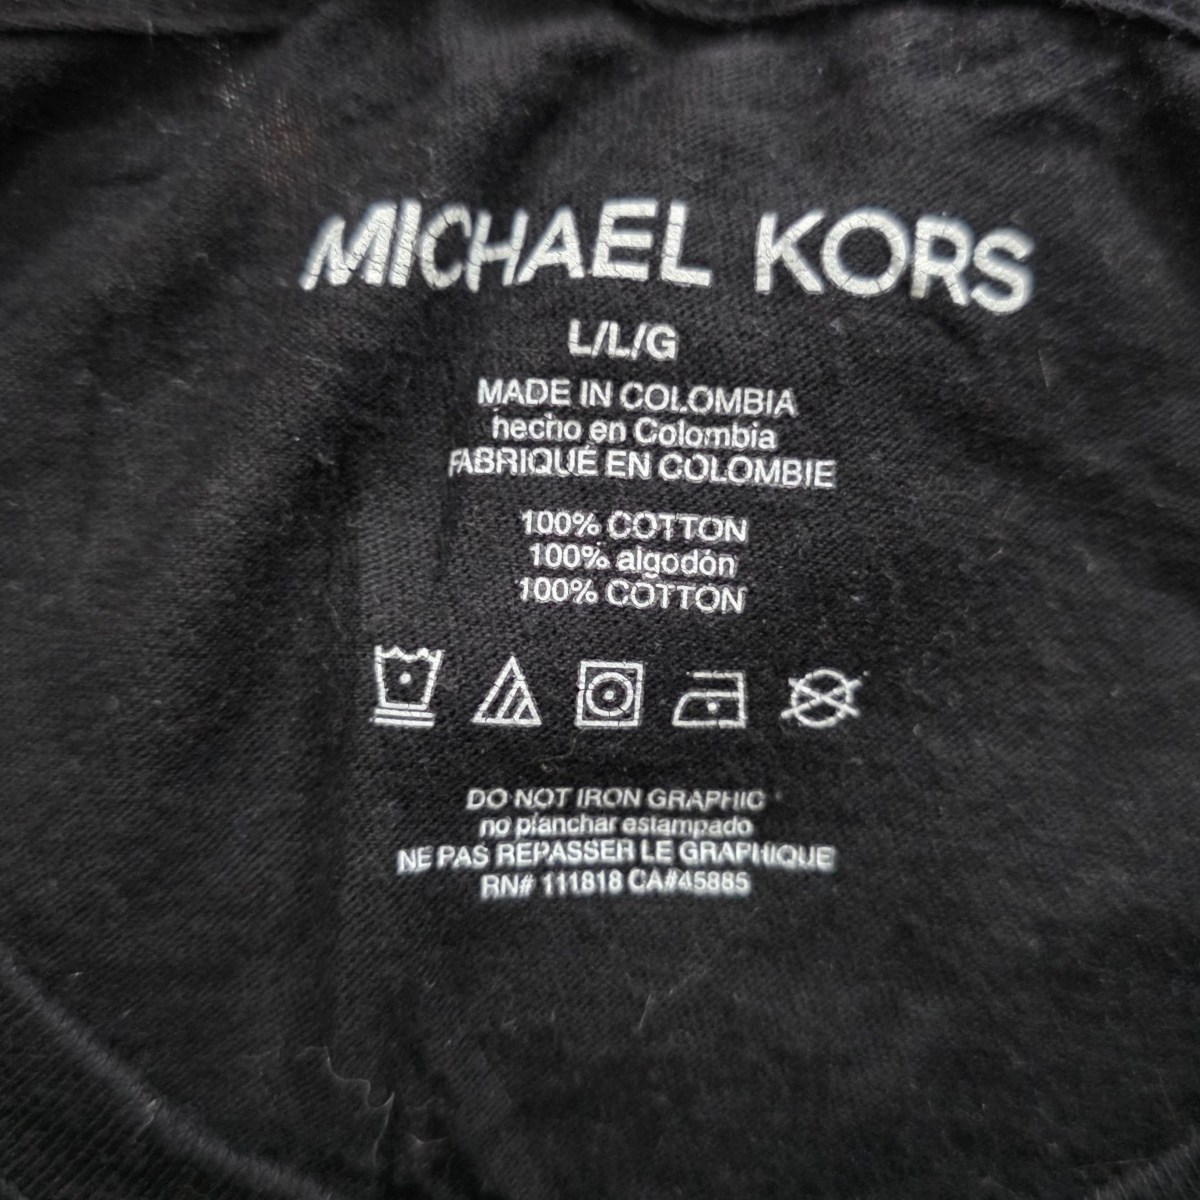 MICHAEL KORS
L/L/G
MADE IN COLOMBIA
hecho en Colombia
FABRIQUÉ EN COLOMBIE
100% COTTON
100% algodón
100% COTTON
DO NOT IRON GRAPHIC
no planchar estampado
NE PAS REPASSER LE GRAPHIQUE
RN# 111818 CA#45885